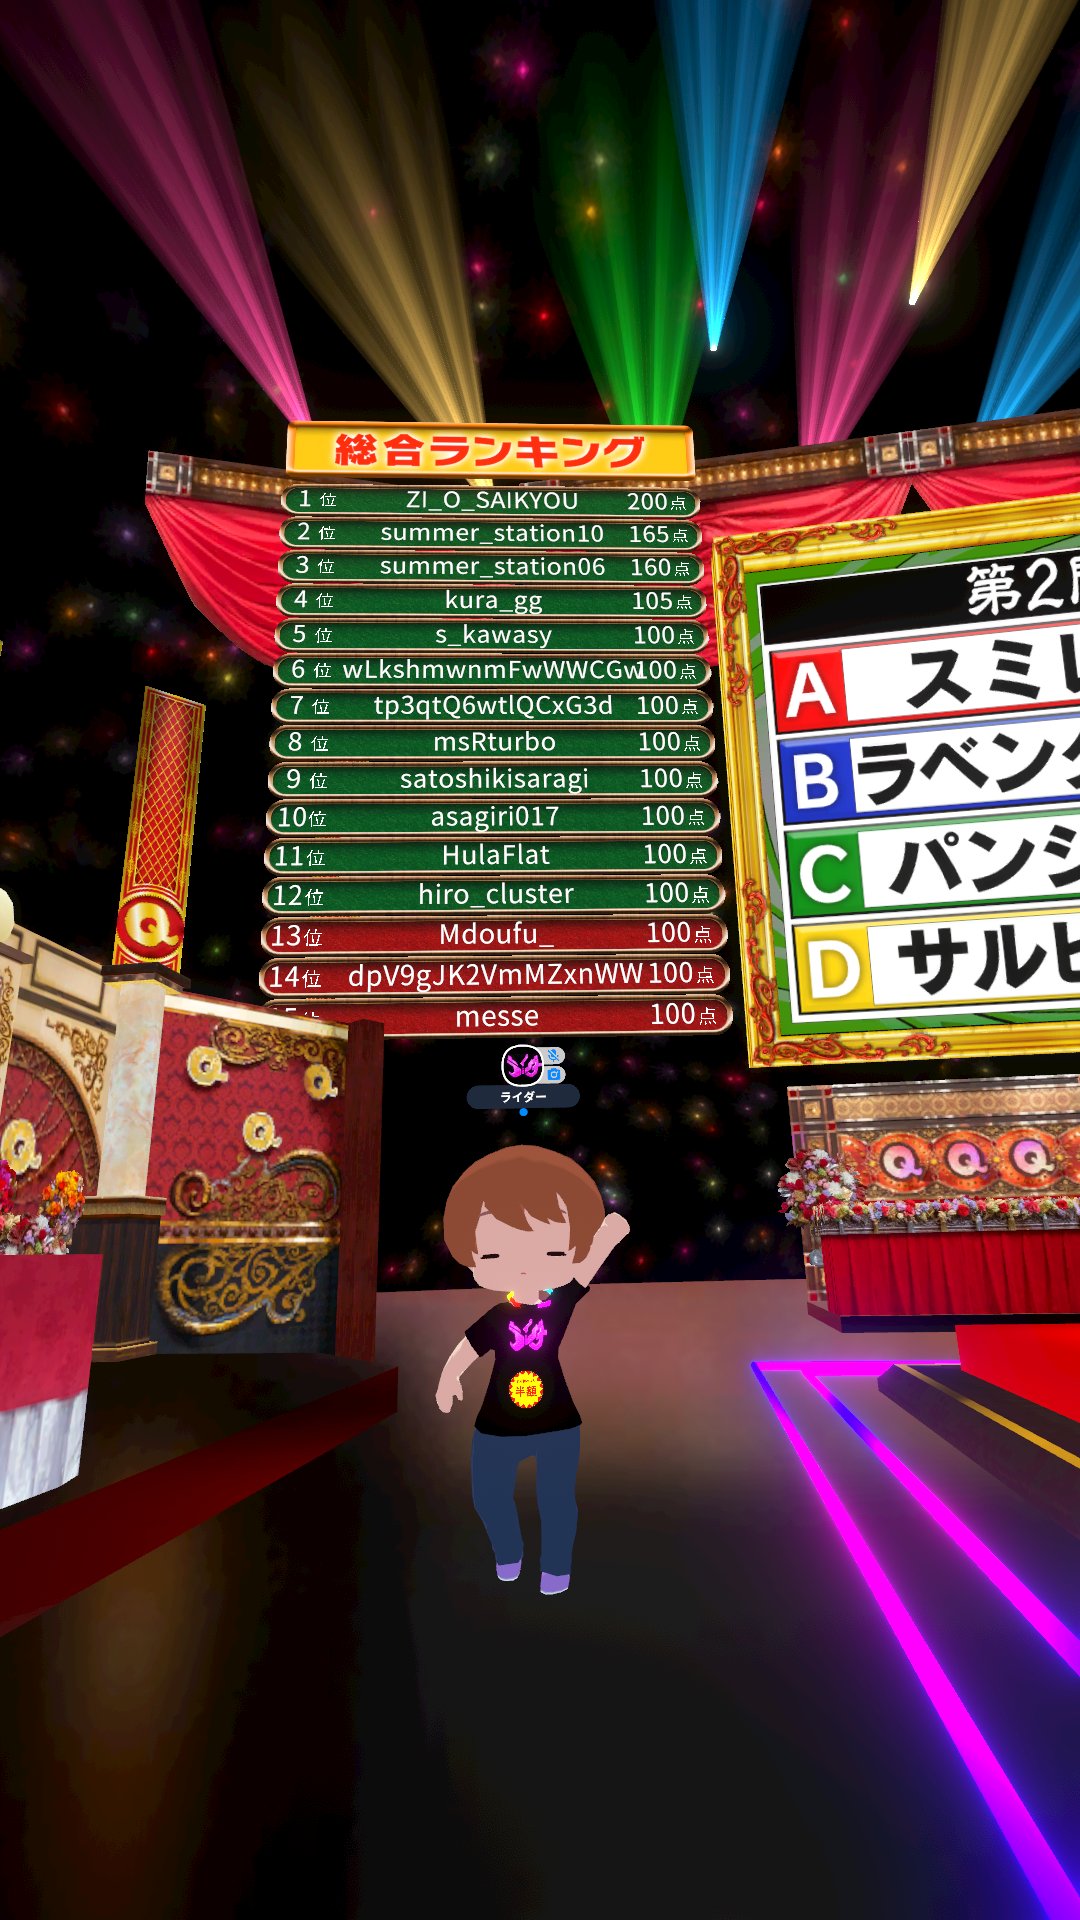 総合ランキング
1 位 ZI_O_SAIKYOU 200点
2 位 summer_station10 165点
3 位 summer_station06 160点
4 位 kura_gg 105点
5 位 s_kawasy 100点
6 位 wLkshmwnmFwWWCGw100点
7 位 tp3qtQ6wtlQCxG3d 100点
8 位 msRturbo 100点
9 位 satoshikisaragi 100点
10位 asagiri017 100点
11位 HulaFlat 100点
12位 hiro_cluster 100点
13位 Mdoufu_ 100点
14位 dpV9gJK2VmMZxnWW 100点
messe 100点
第2
A スミ
B ラベン
C パン
D サル
Q
Q
Q
Q
Q
Q Q Q
ライダー
半額